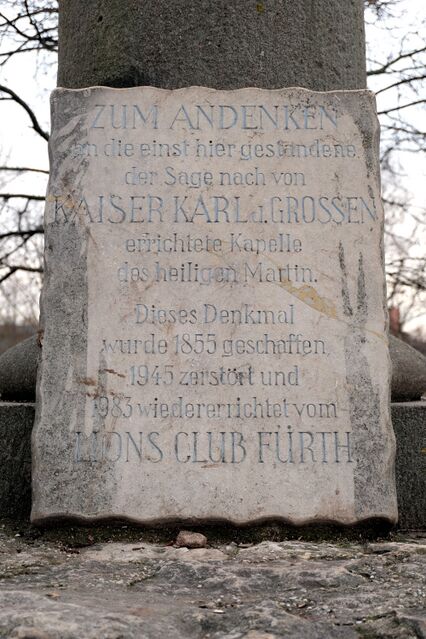 ZUM ANDENKEN
an die einst hier gestandene,
der Sage nach von
KAISER KARL d. GROSSEN
errichtete Kapelle
des heiligen Martin.
Dieses Denkmal
wurde 1855 geschaffen,
1945 zerstört und
1983 wiedererrichtet vom
LIONS CLUB FÜRTH